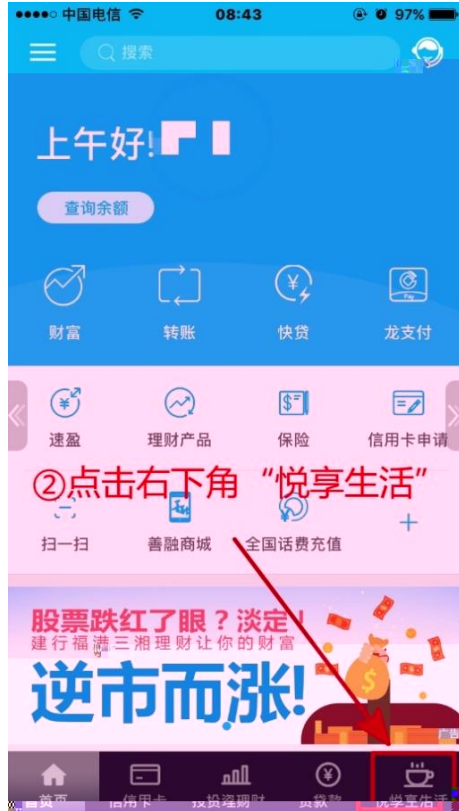 中国电信 08:43 97%
搜索
上午好!
查询余额
财富 转账 快贷 龙支付
速盈 理财产品 保险 信用卡申请
②点击右下角“悦享生活”
扫一扫 善融商城 全国话费充值
股票跌红了眼?淡定!
建行福满三湘理财让你的财富
逆市而涨!
广告
首页 信用卡 投资理财 贷款 悦享生活